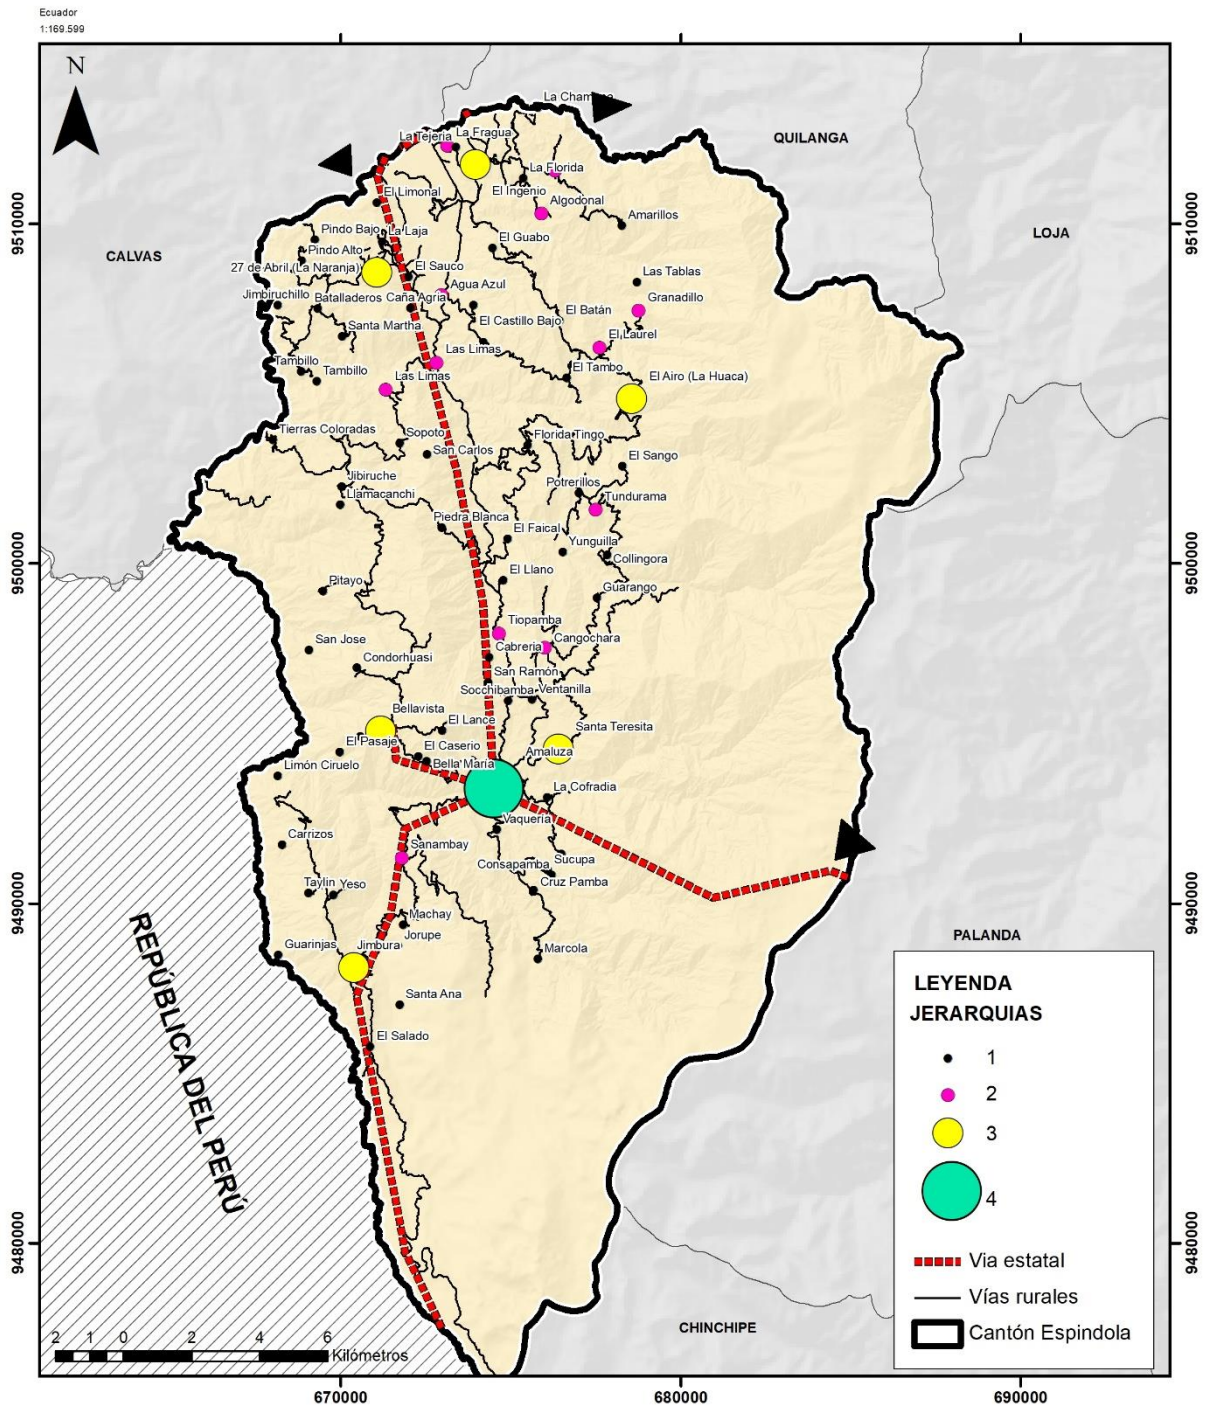 Ecuador
1:169.599
N
QUILANGA
LOJA
CALVAS
La Tejeria
La Fragua
La Florida
El Limonal
El Ingenio
Algodonal
Amarillos
Pindo Bajo
La Laja
El Guabo
Pindo Alto
27 de Abril (La Naranja)
El Sauco
Las Tablas
Agua Azul
Jimbiruchillo
Batalladeros
Caña Agria
El Batán
Granadillo
Santa Martha
El Castillo Bajo
El Laurel
Tambillo
Tambillo
Las Limas
Las Limas
El Tambo
El Airo (La Huaca)
Tierras Coloradas
Sopoto
San Carlos
Florida Tingo
El Sango
Jibiruche
Llamacanchi
Potrerillos
Tundurama
Piedra Blanca
El Faical
Yunguilla
Collingora
Pitayo
El Llano
Guarango
Tiopamba
San Jose
Cabreria
Cangochara
Condorhuasi
San Ramón
Socchibamba
Ventanilla
Bellavista
El Lance
Santa Teresita
El Pasaje
El Caserio
Amaluza
Limón Ciruelo
Bella Maria
La Cofradia
Vaqueria
Carrizos
Sanambay
Consapamba
Sucupa
Taylin
Yeso
Cruz Pamba
Machay
Jorupe
Guarinjas
Jimbura
Marcola
Santa Ana
El Salado
REPÚBLICA DEL PERÚ
PALANDA
CHINCHIPE
LEYENDA
JERARQUIAS
1
2
3
4
Via estatal
Vías rurales
Cantón Espindola
2 1 0 2 4 6
Kilómetros
9510000
9500000
9490000
9480000
9510000
9500000
9490000
9480000
670000
680000
690000